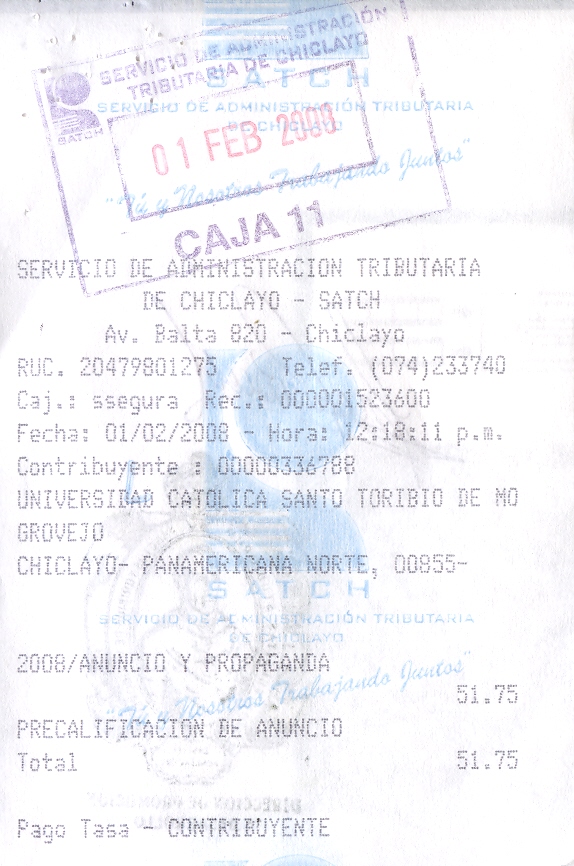 SERVICIO DE ADMINISTRACIÓN
TRIBUTARIA DE CHICLAYO
SATCH
01 FEB 2008
CAJA 11
SATCH
SERVICIO DE ADMINISTRACIÓN TRIBUTARIA
DE CHICLAYO
"Tú y Nosotros Trabajando Juntos"
SERVICIO DE ADMINISTRACION TRIBUTARIA
DE CHICLAYO - SATCH
Av. Balta 820 - Chiclayo
RUC. 20479801275 Telef. (074)233740
Caj.: ssegura Rec.: 000001523600
Fecha: 01/02/2008 - Hora: 12:18:11 p.m.
Contribuyente : 00000336788
UNIVERSIDAD CATOLICA SANTO TORIBIO DE MO
GROVEJO
CHICLAYO- PANAMERICANA NORTE, 00855-
SATCH
SERVICIO DE ADMINISTRACIÓN TRIBUTARIA
DE CHICLAYO
2008/ANUNCIO Y PROPAGANDA
"Tú y Nosotros Trabajando Juntos"
51.75
PRECALIFICACION DE ANUNCIO
Total 51.75
Pago Tasa - CONTRIBUYENTE